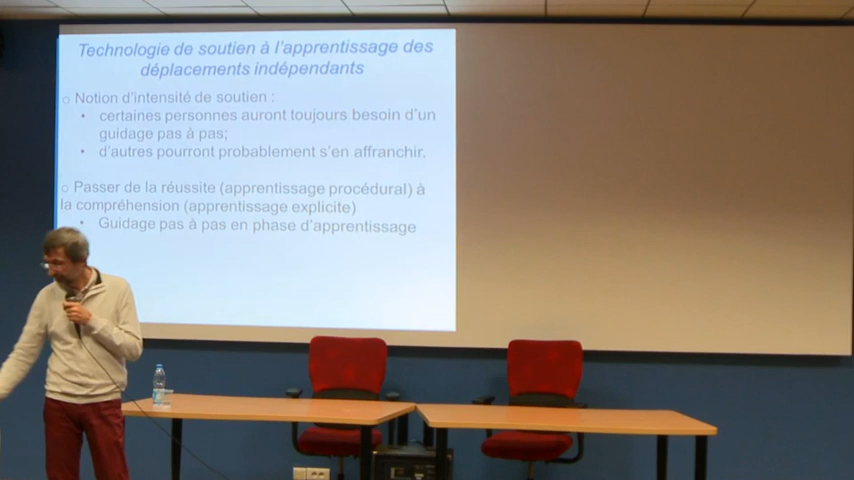 Technologie de soutien à l'apprentissage des
déplacements indépendants
o Notion d'intensité de soutien :
• certaines personnes auront toujours besoin d'un
guidage pas à pas;
• d'autres pourront probablement s'en affranchir.
o Passer de la réussite (apprentissage procédural) à
la compréhension (apprentissage explicite)
• Guidage pas à pas en phase d'apprentissage